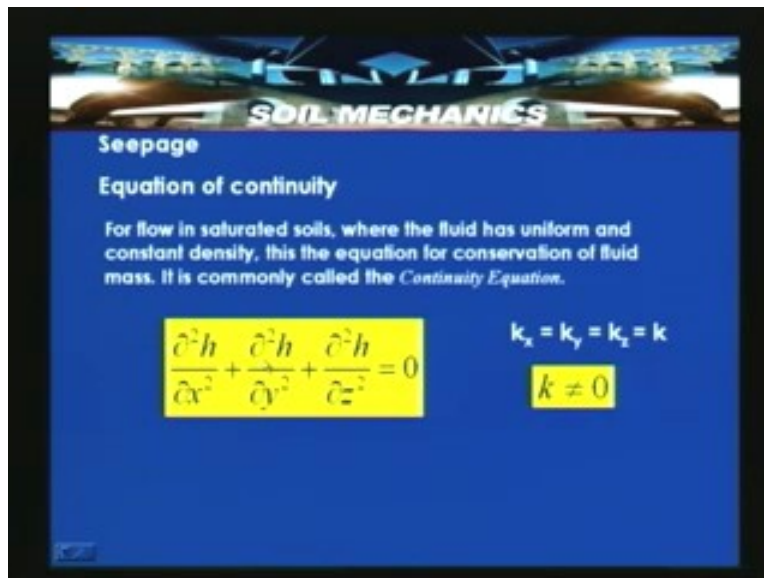 SOIL MECHANICS
Seepage
Equation of continuity
For flow in saturated soils, where the fluid has uniform and
constant density, this the equation for conservation of fluid
mass. It is commonly called the Continuity Equation.
∂²h/∂x² + ∂²h/∂y² + ∂²h/∂z² = 0
kₓ = kᵧ = k_z = k
k ≠ 0